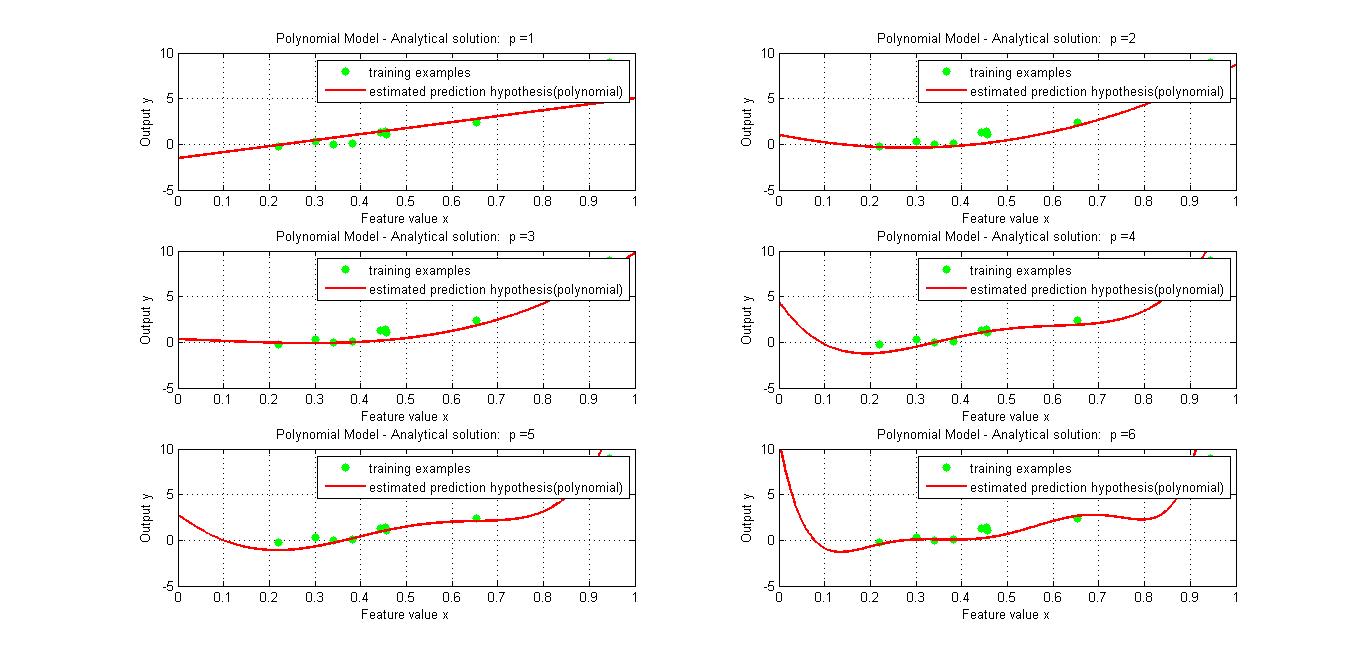 Polynomial Model - Analytical solution: p =1
10
5
0
-5
Output y
training examples
estimated prediction hypothesis(polynomial)
0 0.1 0.2 0.3 0.4 0.5 0.6 0.7 0.8 0.9 1
Feature value x
Polynomial Model - Analytical solution: p =2
10
5
0
-5
Output y
training examples
estimated prediction hypothesis(polynomial)
0 0.1 0.2 0.3 0.4 0.5 0.6 0.7 0.8 0.9 1
Feature value x
Polynomial Model - Analytical solution: p =3
10
5
0
-5
Output y
training examples
estimated prediction hypothesis(polynomial)
0 0.1 0.2 0.3 0.4 0.5 0.6 0.7 0.8 0.9 1
Feature value x
Polynomial Model - Analytical solution: p =4
10
5
0
-5
Output y
training examples
estimated prediction hypothesis(polynomial)
0 0.1 0.2 0.3 0.4 0.5 0.6 0.7 0.8 0.9 1
Feature value x
Polynomial Model - Analytical solution: p =5
10
5
0
-5
Output y
training examples
estimated prediction hypothesis(polynomial)
0 0.1 0.2 0.3 0.4 0.5 0.6 0.7 0.8 0.9 1
Feature value x
Polynomial Model - Analytical solution: p =6
10
5
0
-5
Output y
training examples
estimated prediction hypothesis(polynomial)
0 0.1 0.2 0.3 0.4 0.5 0.6 0.7 0.8 0.9 1
Feature value x